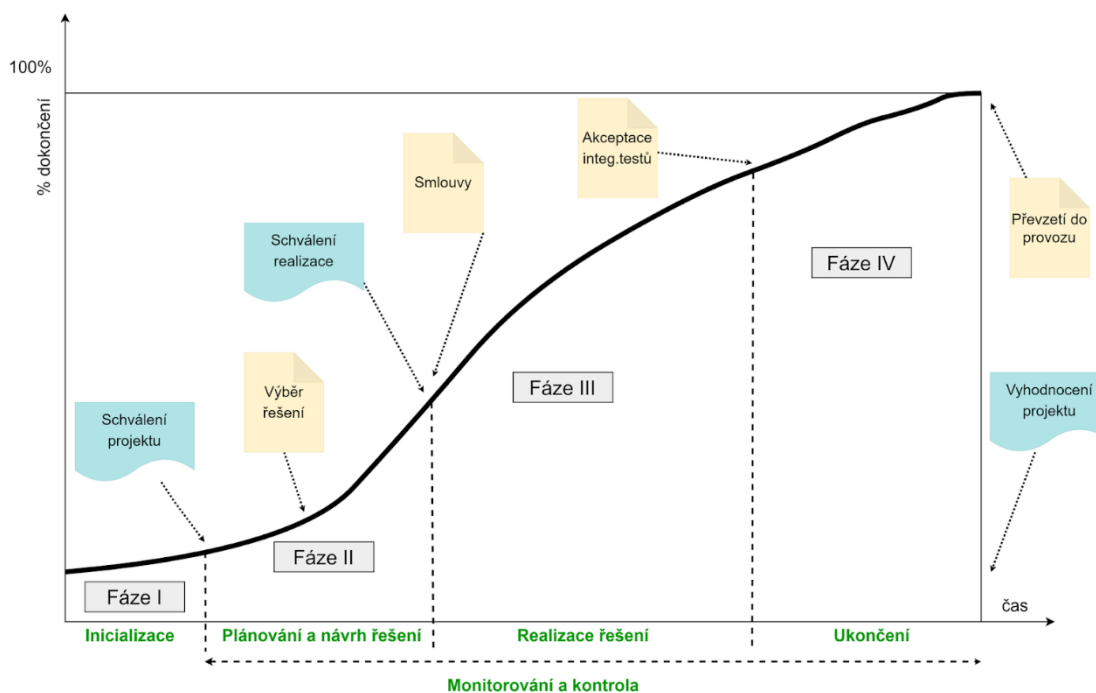 100%
% dokončení
Akceptace
integ.testů
Smlouvy
Převzetí do
provozu
Schválení
realizace
Fáze IV
Výběr
řešení
Fáze III
Vyhodnocení
projektu
Schválení
projektu
Fáze II
Fáze I
čas
Inicializace
Plánování a návrh řešení
Realizace řešení
Ukončení
Monitorování a kontrola